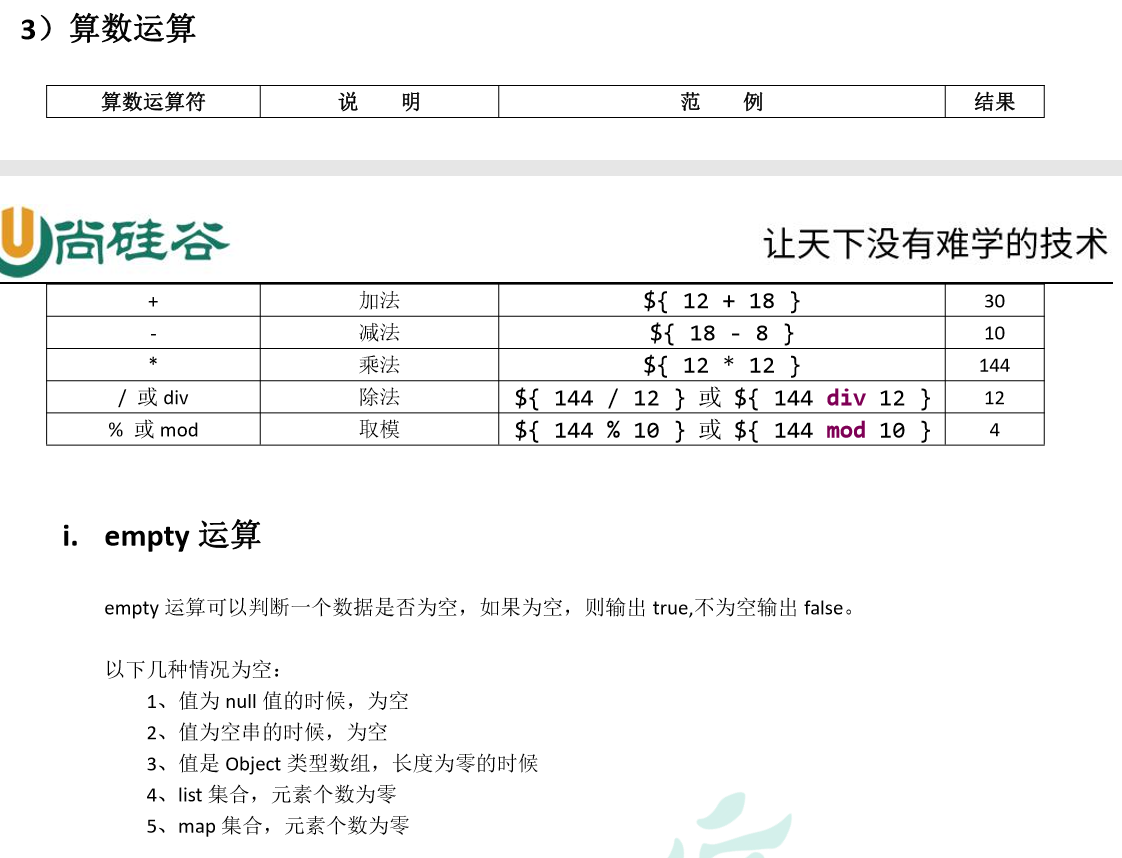 3）算数运算
算数运算符 说 明 范 例 结果
尚硅谷
让天下没有难学的技术
+ 加法 ${ 12 + 18 } 30
- 减法 ${ 18 - 8 } 10
* 乘法 ${ 12 * 12 } 144
/ 或 div 除法 ${ 144 / 12 } 或 ${ 144 div 12 } 12
% 或 mod 取模 ${ 144 % 10 } 或 ${ 144 mod 10 } 4
i. empty 运算
empty 运算可以判断一个数据是否为空，如果为空，则输出 true,不为空输出 false。
以下几种情况为空：
1、值为 null 值的时候，为空
2、值为空串的时候，为空
3、值是 Object 类型数组，长度为零的时候
4、list 集合，元素个数为零
5、map 集合，元素个数为零